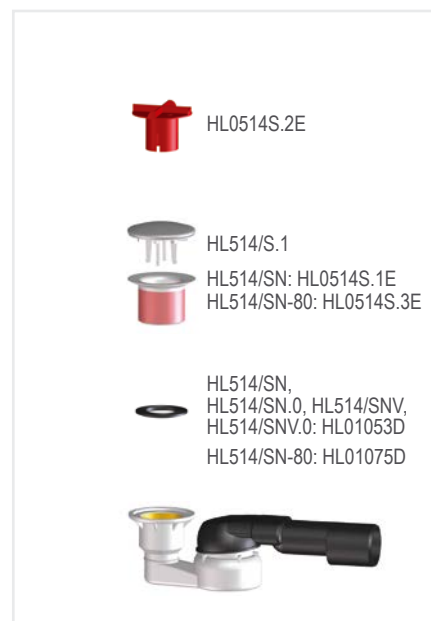 HL0514S.2E
HL514/S.1
HL514/SN: HL0514S.1E
HL514/SN-80: HL0514S.3E
HL514/SN,
HL514/SN.0, HL514/SNV,
HL514/SNV.0: HL01053D
HL514/SN-80: HL01075D